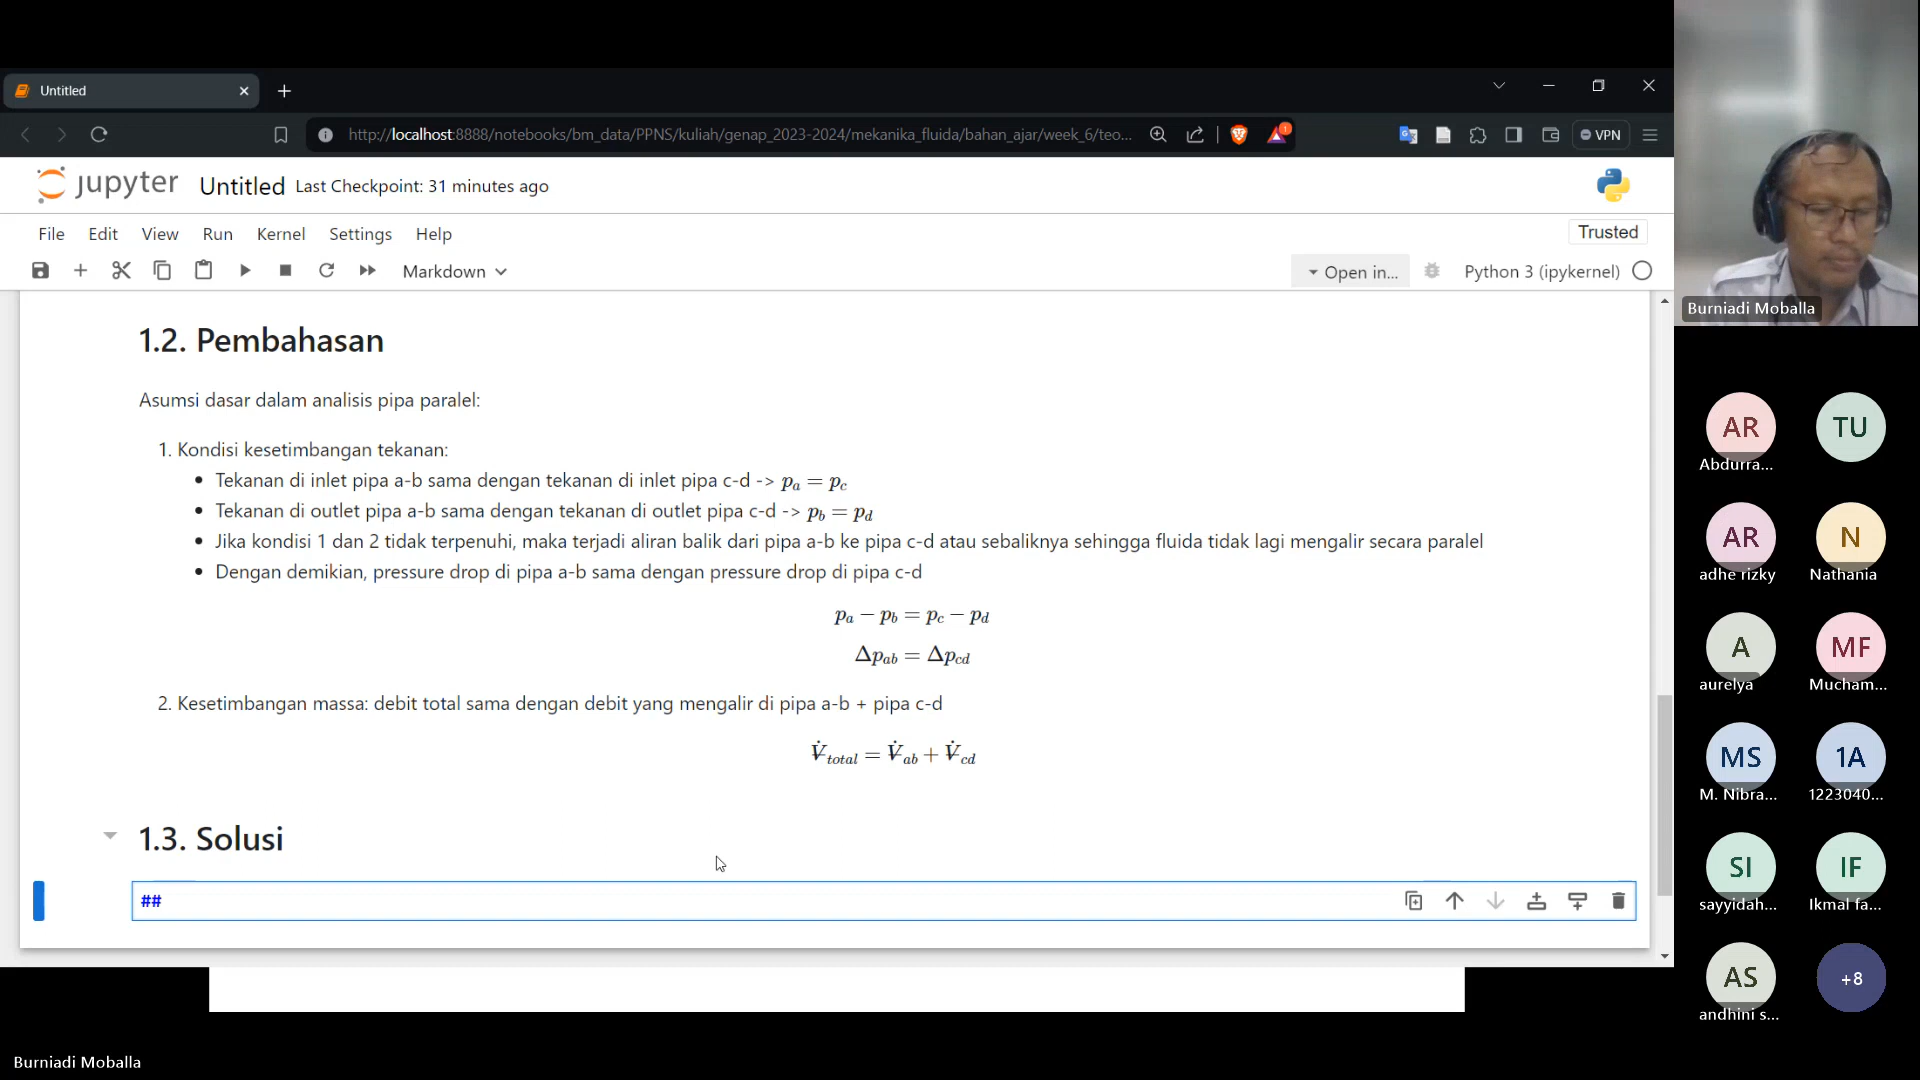 Untitled
http://localhost:8888/notebooks/bm_data/PPNS/kuliah/genap_2023-2024/mekanika_fluida/bahan_ajar/week_6/teo...
1
VPN
jupyter Untitled Last Checkpoint: 31 minutes ago
File Edit View Run Kernel Settings Help
Trusted
Markdown
Open in...
Python 3 (ipykernel)
1.2. Pembahasan
Asumsi dasar dalam analisis pipa paralel:
1. Kondisi kesetimbangan tekanan:
• Tekanan di inlet pipa a-b sama dengan tekanan di inlet pipa c-d -> pₐ = p_c
• Tekanan di outlet pipa a-b sama dengan tekanan di outlet pipa c-d -> p_b = p_d
• Jika kondisi 1 dan 2 tidak terpenuhi, maka terjadi aliran balik dari pipa a-b ke pipa c-d atau sebaliknya sehingga fluida tidak lagi mengalir secara paralel
• Dengan demikian, pressure drop di pipa a-b sama dengan pressure drop di pipa c-d
p_a − p_b = p_c − p_d
Δp_ab = Δp_cd
2. Kesetimbangan massa: debit total sama dengan debit yang mengalir di pipa a-b + pipa c-d
V̇_total = V̇_ab + V̇_cd
1.3. Solusi
##
Burniadi Moballa
AR
Abdurra...
TU
AR
adhe rizky
N
Nathania
A
aurelya
MF
Mucham...
MS
M. Nibra...
1A
1223040...
SI
sayyidah...
IF
Ikmal fa...
AS
andhini s...
+8
Burniadi Moballa